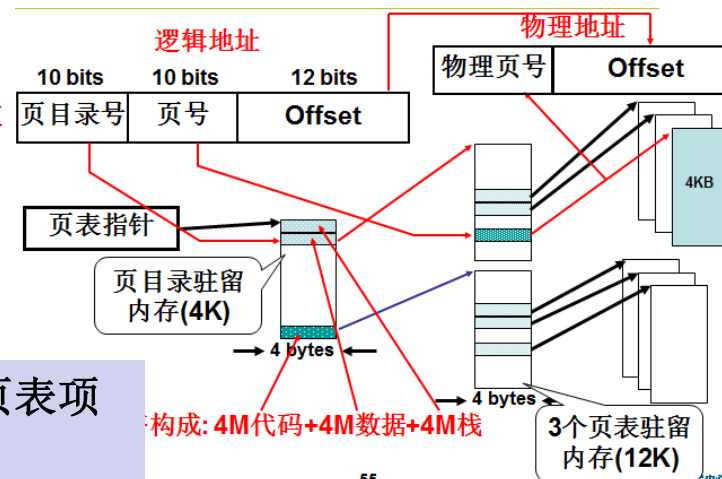 逻辑地址
物理地址
10 bits
10 bits
12 bits
页目录号
页号
Offset
物理页号
Offset
4KB
页表指针
页目录驻留
内存(4K)
4 bytes
页表项
构成: 4M代码+4M数据+4M栈
4 bytes
3个页表驻留
内存(12K)
55